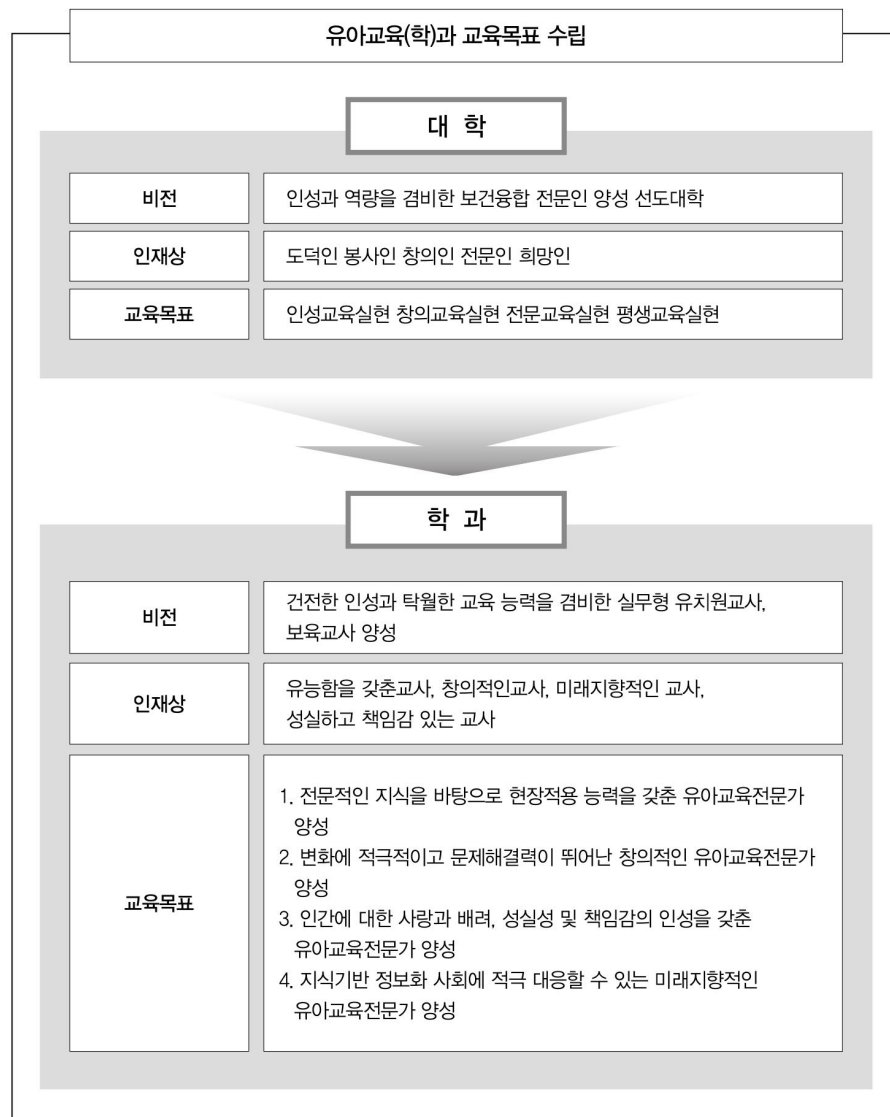 유아교육(학)과 교육목표 수립
대 학
비전
인성과 역량을 겸비한 보건융합 전문인 양성 선도대학
인재상
도덕인 봉사인 창의인 전문인 희망인
교육목표
인성교육실현 창의교육실현 전문교육실현 평생교육실현
학 과
비전
건전한 인성과 탁월한 교육 능력을 겸비한 실무형 유치원교사,
보육교사 양성
인재상
유능함을 갖춘교사, 창의적인교사, 미래지향적인 교사,
성실하고 책임감 있는 교사
교육목표
1. 전문적인 지식을 바탕으로 현장적용 능력을 갖춘 유아교육전문가
양성
2. 변화에 적극적이고 문제해결력이 뛰어난 창의적인 유아교육전문가
양성
3. 인간에 대한 사랑과 배려, 성실성 및 책임감의 인성을 갖춘
유아교육전문가 양성
4. 지식기반 정보화 사회에 적극 대응할 수 있는 미래지향적인
유아교육전문가 양성